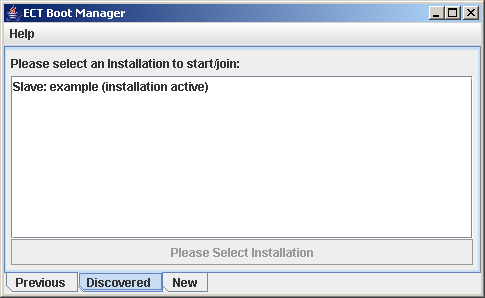 ECT Boot Manager
Help
Please select an Installation to start/join:
Slave: example (installation active)
Please Select Installation
Previous Discovered New